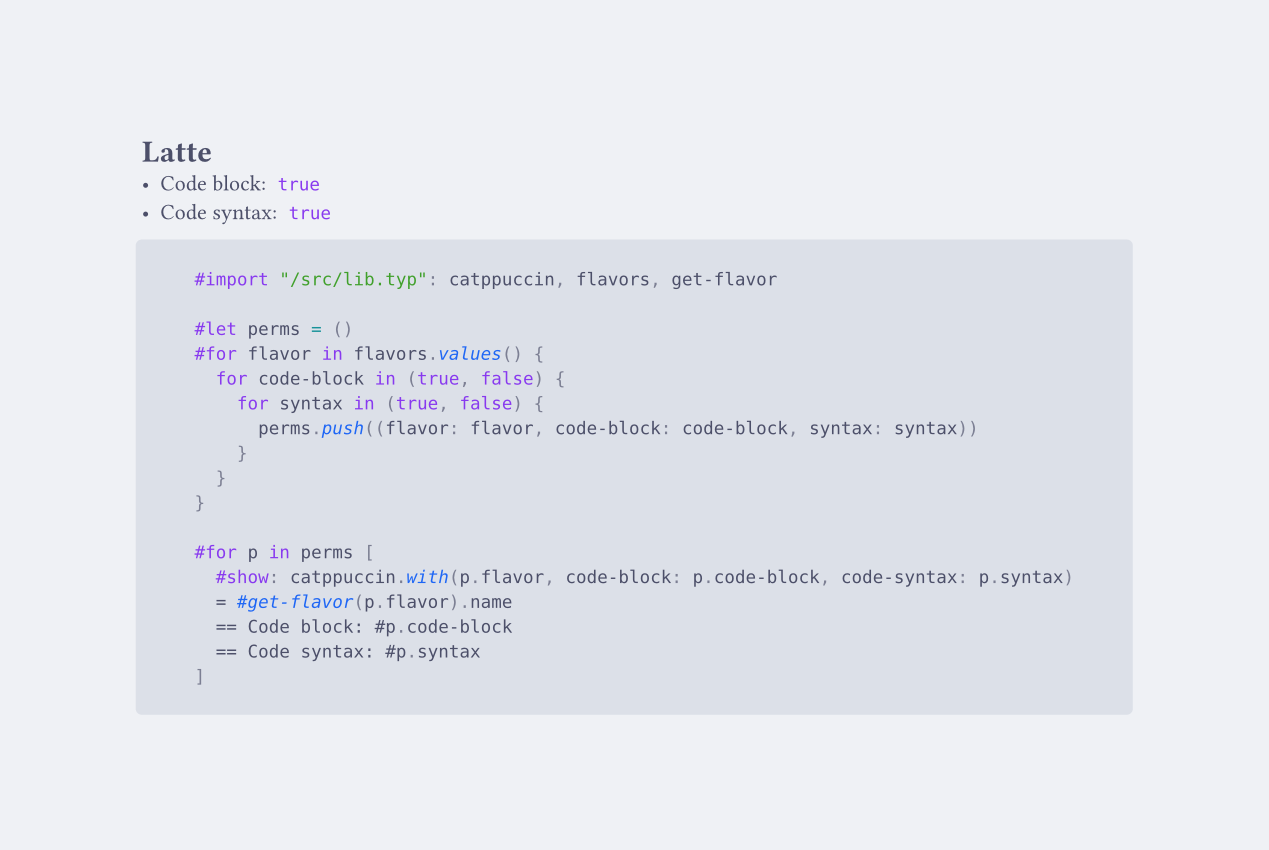 Latte
• Code block: true
• Code syntax: true
#import "/src/lib.typ": catppuccin, flavors, get-flavor

#let perms = ()
#for flavor in flavors.values() {
  for code-block in (true, false) {
    for syntax in (true, false) {
      perms.push((flavor: flavor, code-block: code-block, syntax: syntax))
    }
  }
}

#for p in perms [
  #show: catppuccin.with(p.flavor, code-block: p.code-block, code-syntax: p.syntax)
  = #get-flavor(p.flavor).name
  == Code block: #p.code-block
  == Code syntax: #p.syntax
]